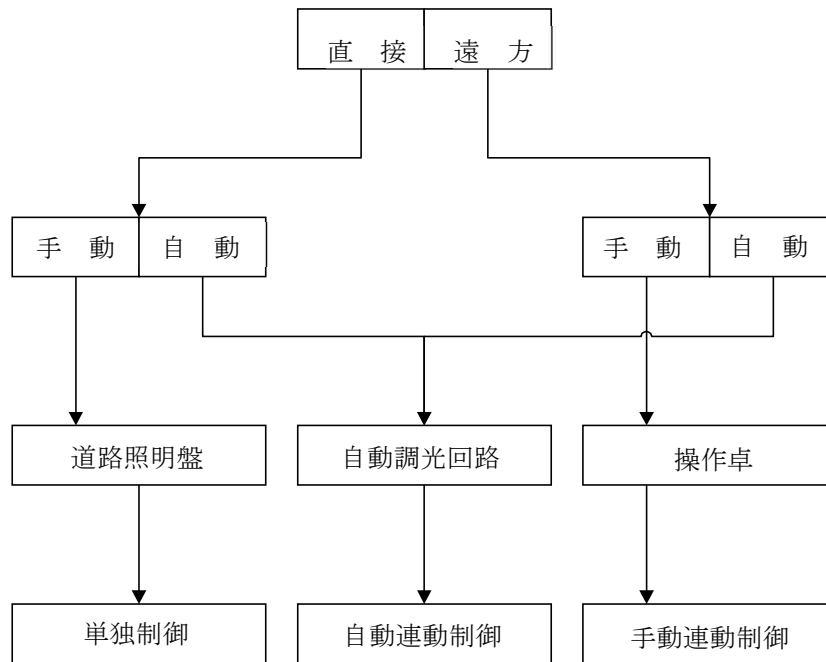 直 接 遠 方
手 動 自 動 手 動 自 動
道路照明盤 自動調光回路 操作卓
単独制御 自動連動制御 手動連動制御